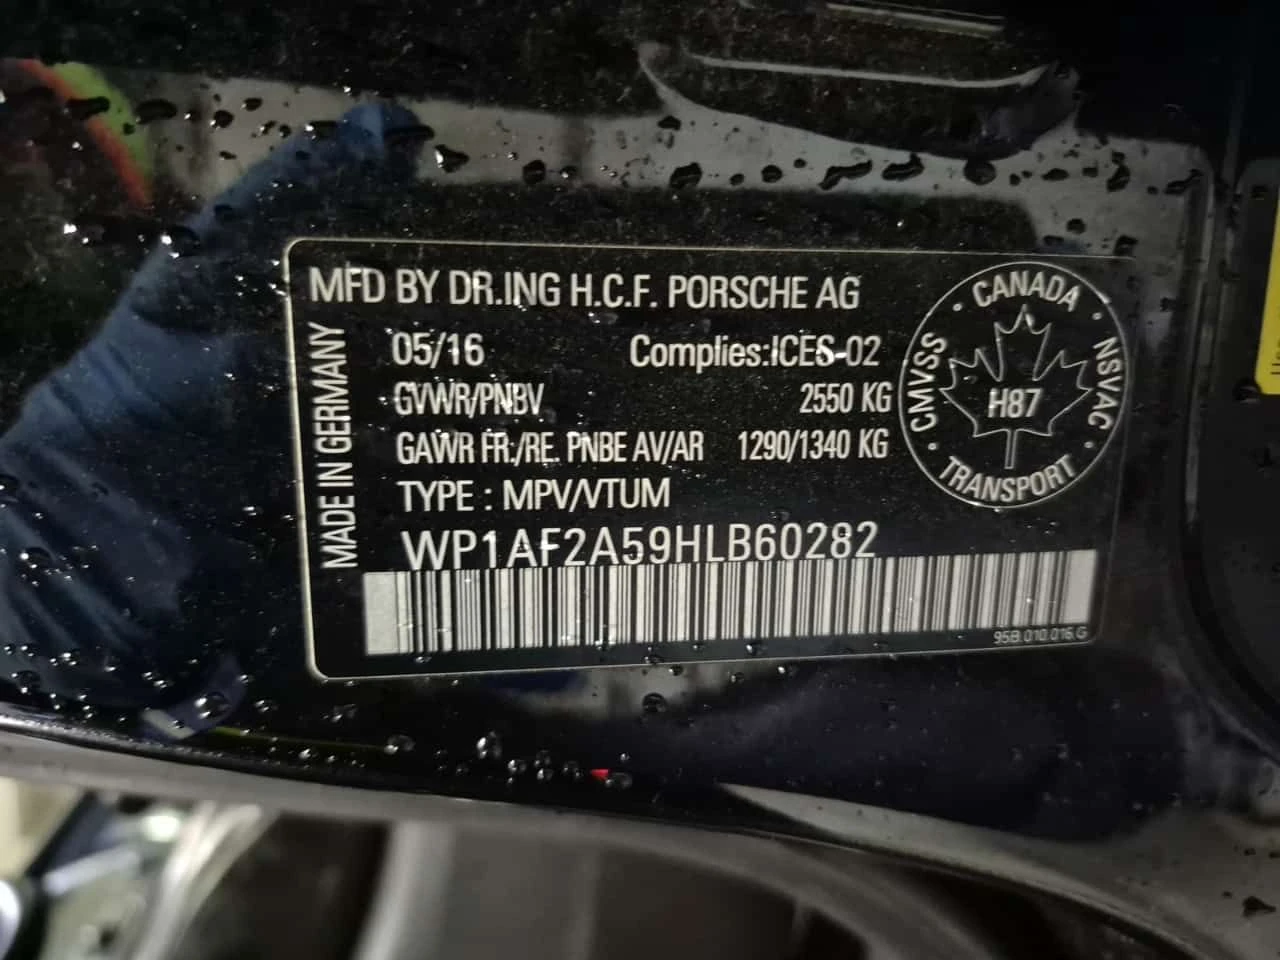 MFD BY DR.ING H.C.F. PORSCHE AG
05/16 Complies:ICES-02
GVWR/PNBV 2550 KG
GAWR FR./RE. PNBE AV/AR 1290/1340 KG
TYPE : MPV/VTUM
WP1AF2A59HLB60282
95B.010.016.G
MADE IN GERMANY
CANADA
CMVSS
NSVAC
H87
TRANSPORT